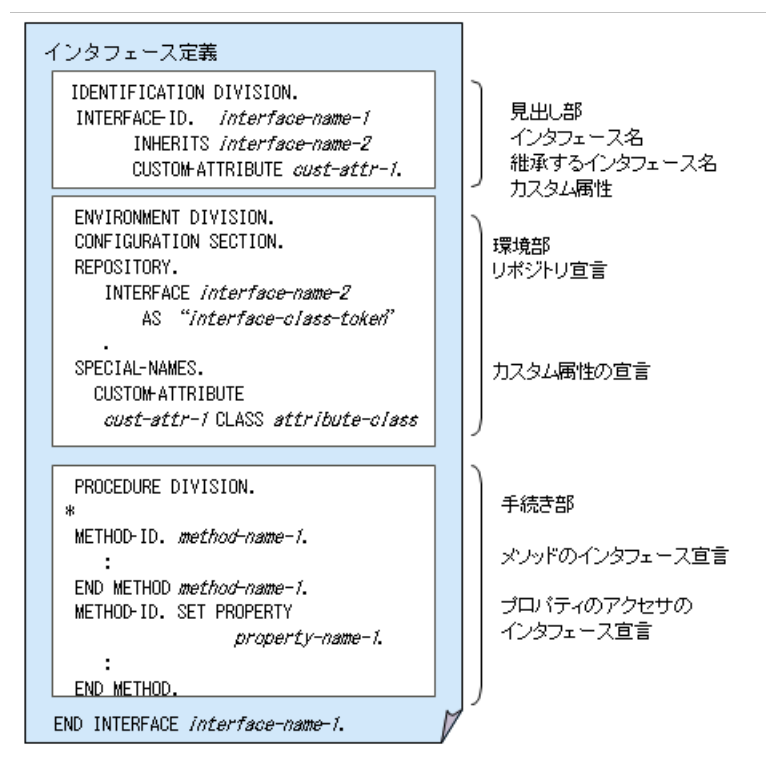 インタフェース定義
IDENTIFICATION DIVISION.
INTERFACE-ID. interface-name-1
INHERITS interface-name-2
CUSTOM-ATTRIBUTE cust-attr-1.
見出し部
インタフェース名
継承するインタフェース名
カスタム属性
ENVIRONMENT DIVISION.
CONFIGURATION SECTION.
REPOSITORY.
INTERFACE interface-name-2
AS “interface-class-token”
.
SPECIAL-NAMES.
CUSTOM-ATTRIBUTE
cust-attr-1 CLASS attribute-class
環境部
リポジトリ宣言
カスタム属性の宣言
PROCEDURE DIVISION.
*
METHOD-ID. method-name-1.
:
END METHOD method-name-1.
METHOD-ID. SET PROPERTY
property-name-1.
:
END METHOD.
手続き部
メソッドのインタフェース宣言
プロパティのアクセサの
インタフェース宣言
END INTERFACE interface-name-1.